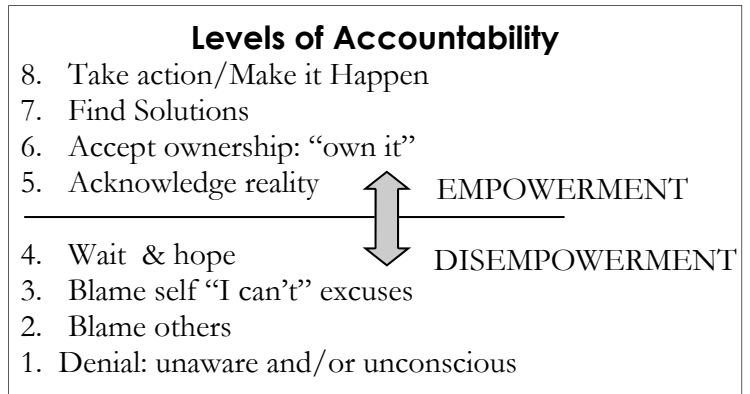 Levels of Accountability
8. Take action/Make it Happen
7. Find Solutions
6. Accept ownership: “own it”
5. Acknowledge reality
EMPOWERMENT
4. Wait & hope
DISEMPOWERMENT
3. Blame self “I can’t” excuses
2. Blame others
1. Denial: unaware and/or unconscious